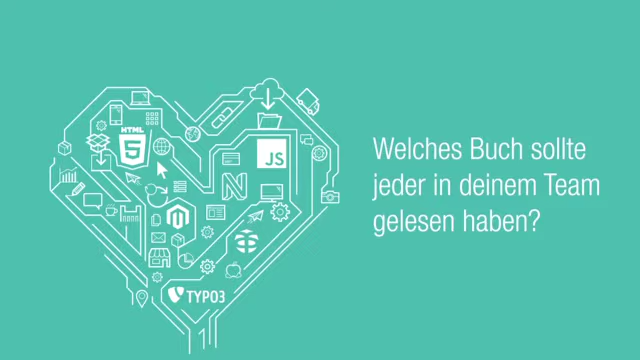 HTML
5
JS
N
TYPO3
Welches Buch sollte
jeder in deinem Team
gelesen haben?